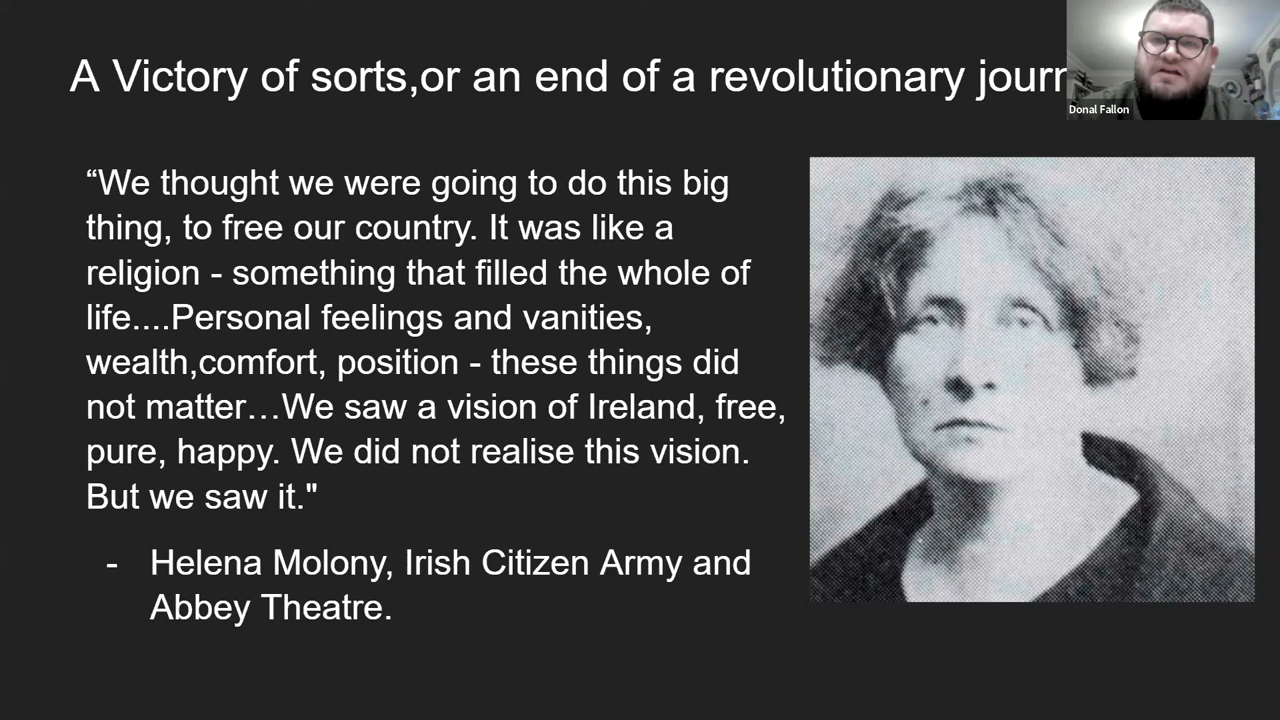 A Victory of sorts,or an end of a revolutionary
Donal Fallon
“We thought we were going to do this big
thing, to free our country. It was like a
religion - something that filled the whole of
life....Personal feelings and vanities,
wealth,comfort, position - these things did
not matter…We saw a vision of Ireland, free,
pure, happy. We did not realise this vision.
But we saw it."
- Helena Molony, Irish Citizen Army and
Abbey Theatre.